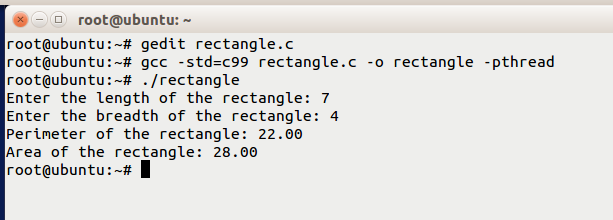 root@ubuntu: ~
root@ubuntu:~# gedit rectangle.c
root@ubuntu:~# gcc -std=c99 rectangle.c -o rectangle -pthread
root@ubuntu:~# ./rectangle
Enter the length of the rectangle: 7
Enter the breadth of the rectangle: 4
Perimeter of the rectangle: 22.00
Area of the rectangle: 28.00
root@ubuntu:~#